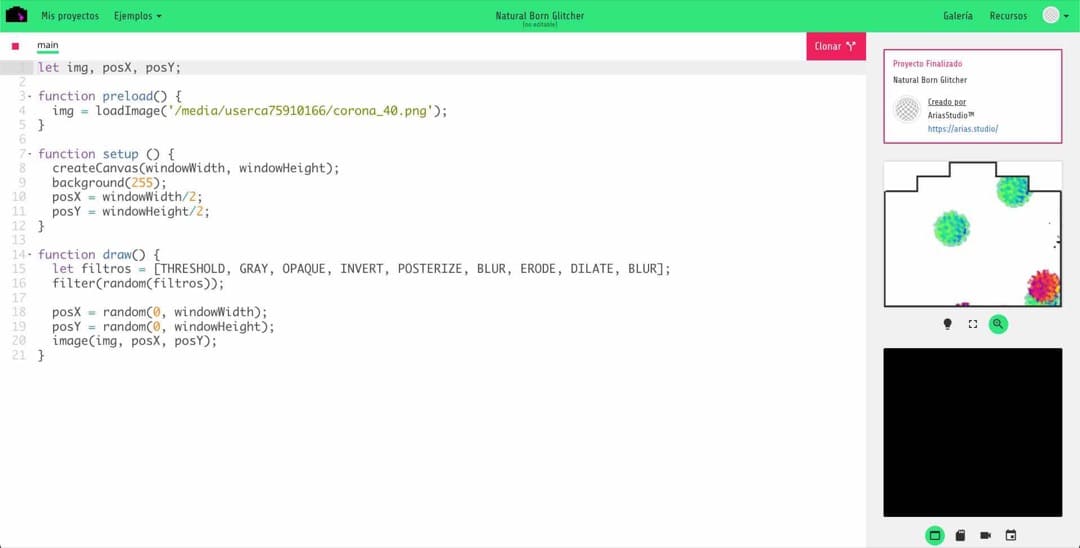 Mis proyectos Ejemplos Natural Born Glitcher Galería Recursos
(no editable)
main Clonar
1 let img, posX, posY;
2
3 function preload() {
4 img = loadImage('/media/userca75910166/corona_40.png');
5 }
6
7 function setup () {
8 createCanvas(windowWidth, windowHeight);
9 background(255);
10 posX = windowWidth/2;
11 posY = windowHeight/2;
12 }
13
14 function draw() {
15 let filtros = [THRESHOLD, GRAY, OPAQUE, INVERT, POSTERIZE, BLUR, ERODE, DILATE, BLUR];
16 filter(random(filtros));
17
18 posX = random(0, windowWidth);
19 posY = random(0, windowHeight);
20 image(img, posX, posY);
21 }
Proyecto Finalizado
Natural Born Glitcher
Creado por
AriasStudio™
https://arias.studio/